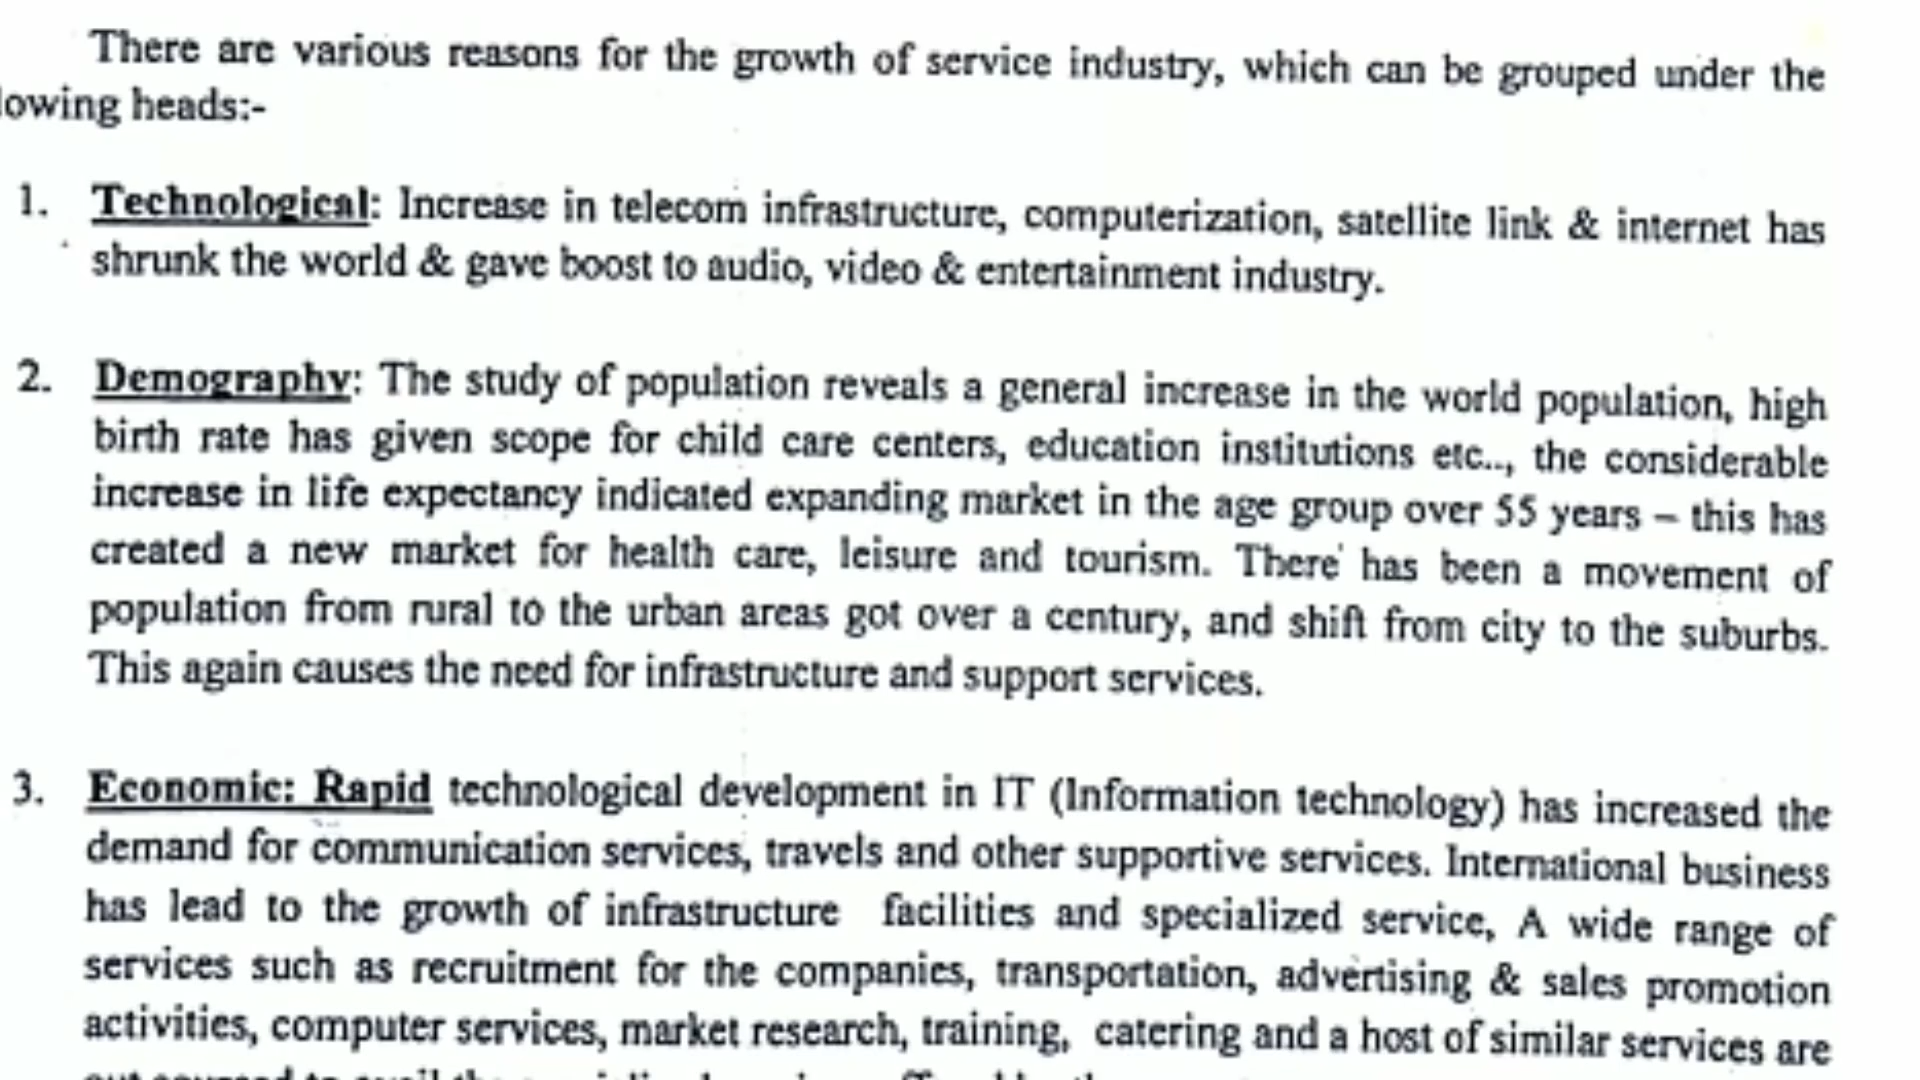 There are various reasons for the growth of service industry, which can be grouped under the
lowing heads:-
1. Technological: Increase in telecom infrastructure, computerization, satellite link & internet has
shrunk the world & gave boost to audio, video & entertainment industry.
2. Demography: The study of population reveals a general increase in the world population, high
birth rate has given scope for child care centers, education institutions etc.., the considerable
increase in life expectancy indicated expanding market in the age group over 55 years – this has
created a new market for health care, leisure and tourism. There has been a movement of
population from rural to the urban areas got over a century, and shift from city to the suburbs.
This again causes the need for infrastructure and support services.
3. Economic: Rapid technological development in IT (Information technology) has increased the
demand for communication services, travels and other supportive services. International business
has lead to the growth of infrastructure facilities and specialized service, A wide range of
services such as recruitment for the companies, transportation, advertising & sales promotion
activities, computer services, market research, training, catering and a host of similar services are